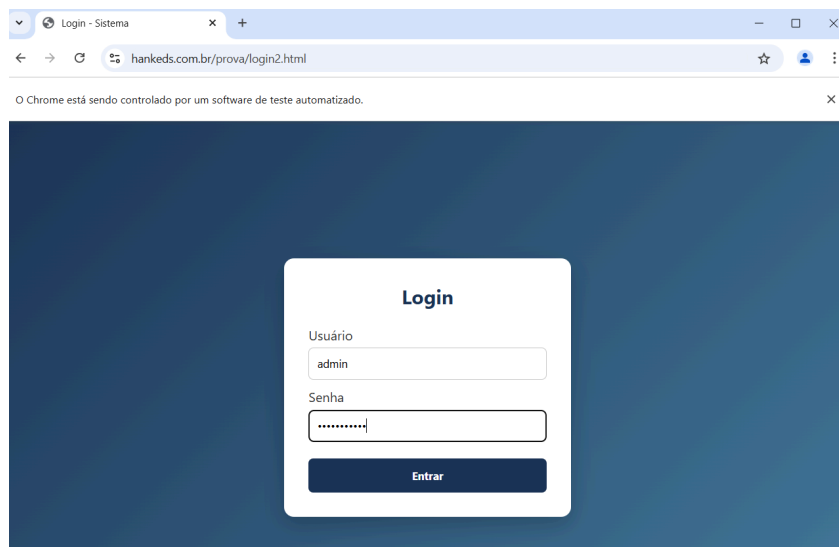 Login - Sistema
hankeds.com.br/prova/login2.html
O Chrome está sendo controlado por um software de teste automatizado.
Login
Usuário
admin
Senha
•••••••••••
Entrar